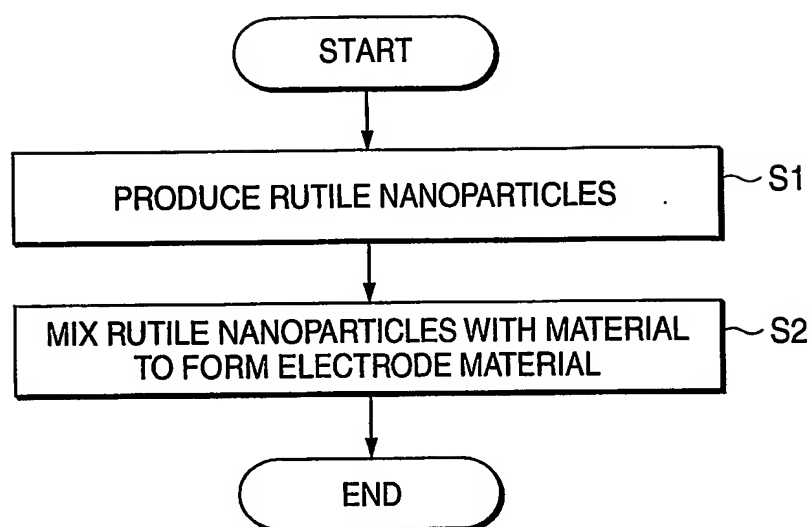 START
PRODUCE RUTILE NANOPARTICLES
S1
MIX RUTILE NANOPARTICLES WITH MATERIAL
TO FORM ELECTRODE MATERIAL
S2
END